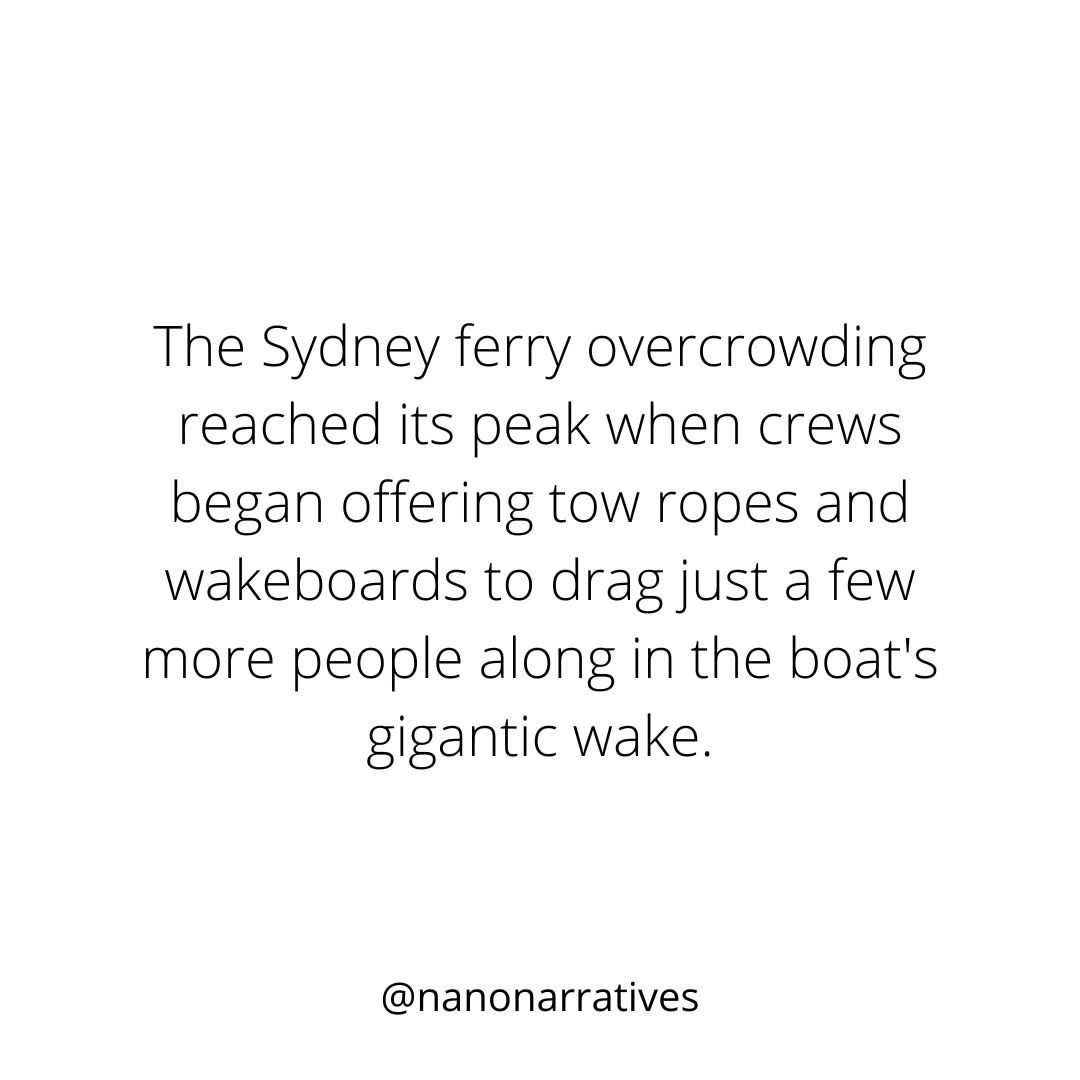 The Sydney ferry overcrowding
reached its peak when crews
began offering tow ropes and
wakeboards to drag just a few
more people along in the boat's
gigantic wake.
@nanonarratives